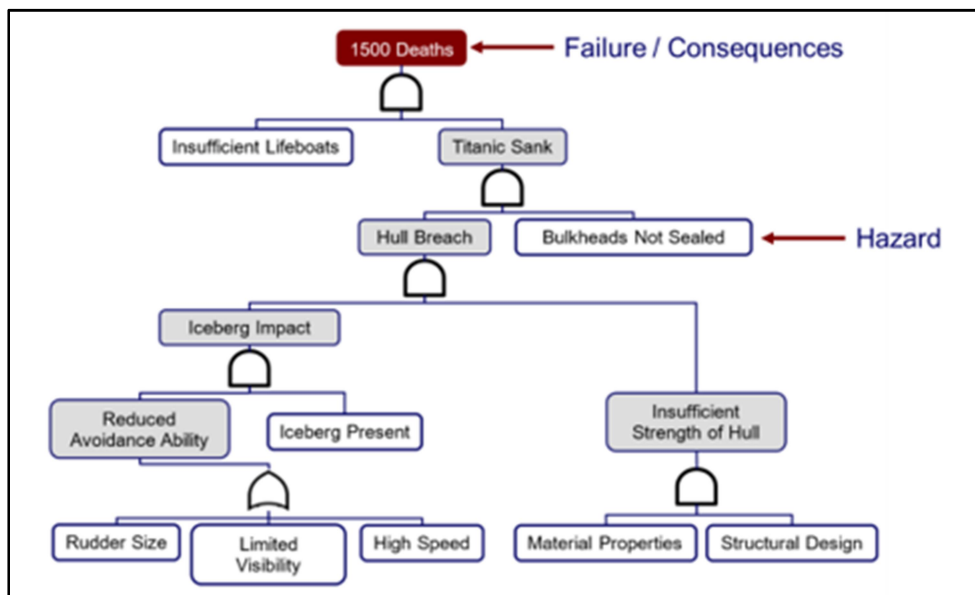 1500 Deaths
Failure / Consequences
Insufficient Lifeboats
Titanic Sank
Hull Breach
Bulkheads Not Sealed
Hazard
Iceberg Impact
Reduced
Avoidance Ability
Iceberg Present
Insufficient
Strength of Hull
Rudder Size
Limited
Visibility
High Speed
Material Properties
Structural Design